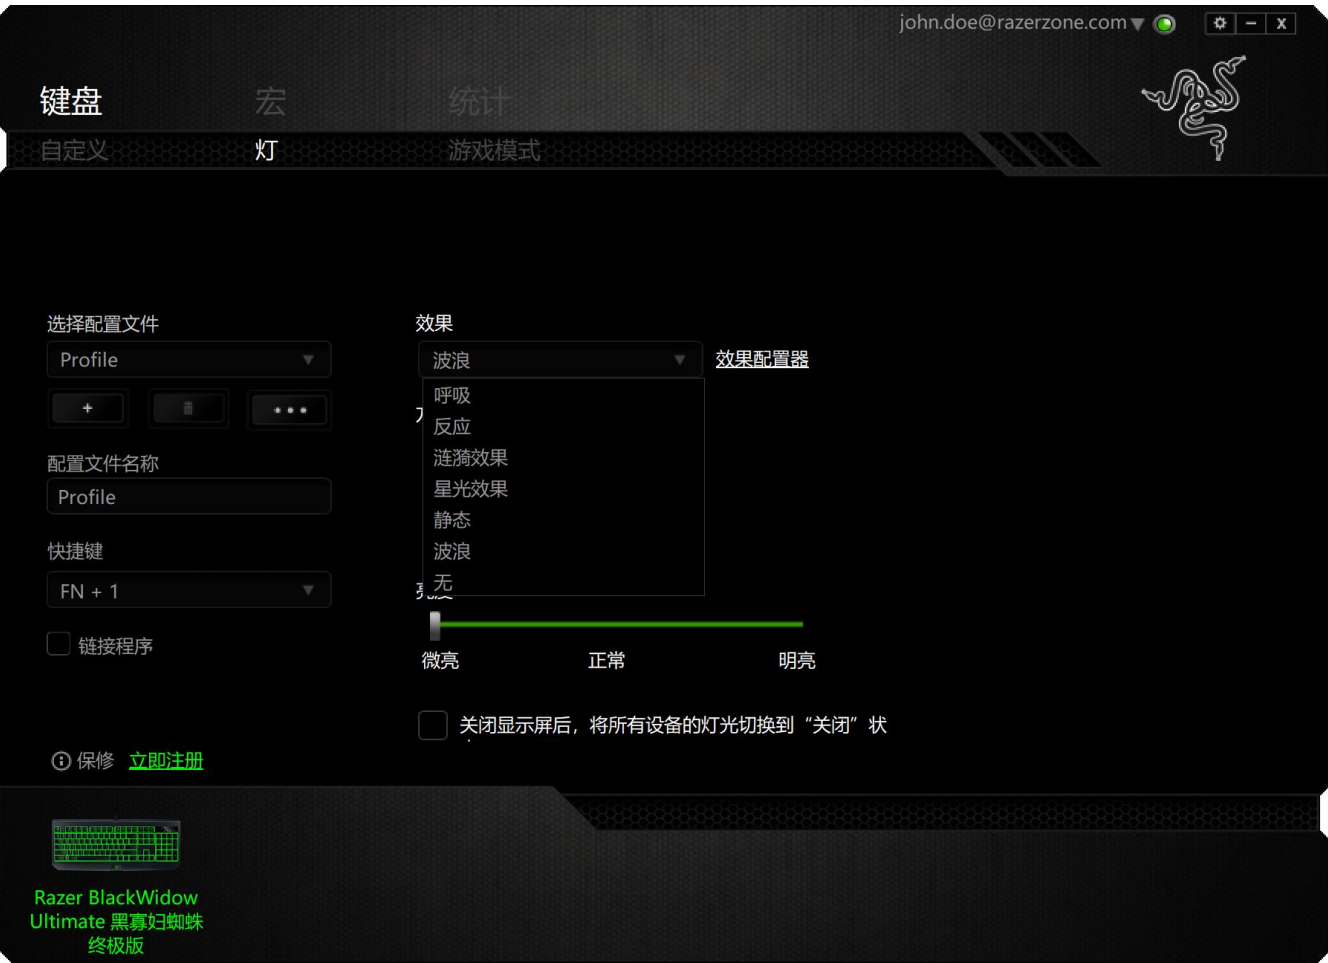 john.doe@razerzone.com
键盘 宏 统计
自定义 灯 游戏模式
选择配置文件
Profile
配置文件名称
Profile
快捷键
FN + 1
链接程序
保修 立即注册
效果
波浪 效果配置器
呼吸
反应
涟漪效果
星光效果
静态
波浪
无
微亮 正常 明亮
关闭显示屏后，将所有设备的灯光切换到“关闭”状
Razer BlackWidow
Ultimate 黑寡妇蜘蛛
终极版